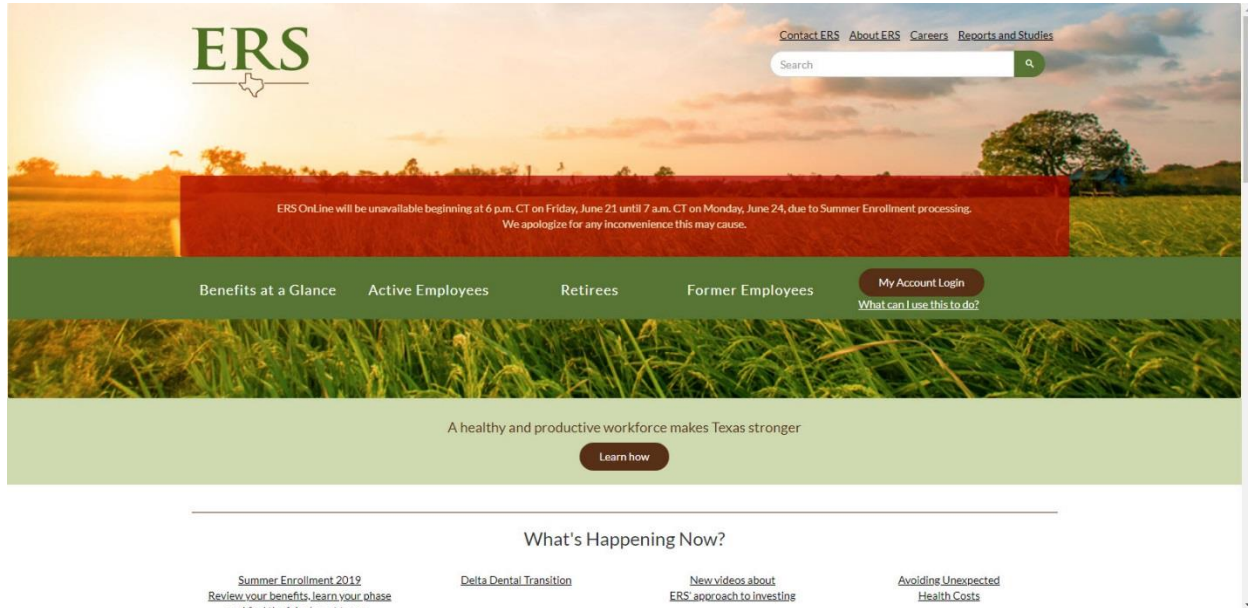 ERS
Contact ERS About ERS Careers Reports and Studies
Search
ERS OnLine will be unavailable beginning at 6 p.m. CT on Friday, June 21 until 7 a.m. CT on Monday, June 24, due to Summer Enrollment processing.
We apologize for any inconvenience this may cause.
Benefits at a Glance Active Employees Retirees Former Employees My Account Login
What can I use this to do?
A healthy and productive workforce makes Texas stronger
Learn how
What's Happening Now?
Summer Enrollment 2019 Delta Dental Transition New videos about Avoiding Unexpected
Review your benefits, learn your phase ERS' approach to investing Health Costs